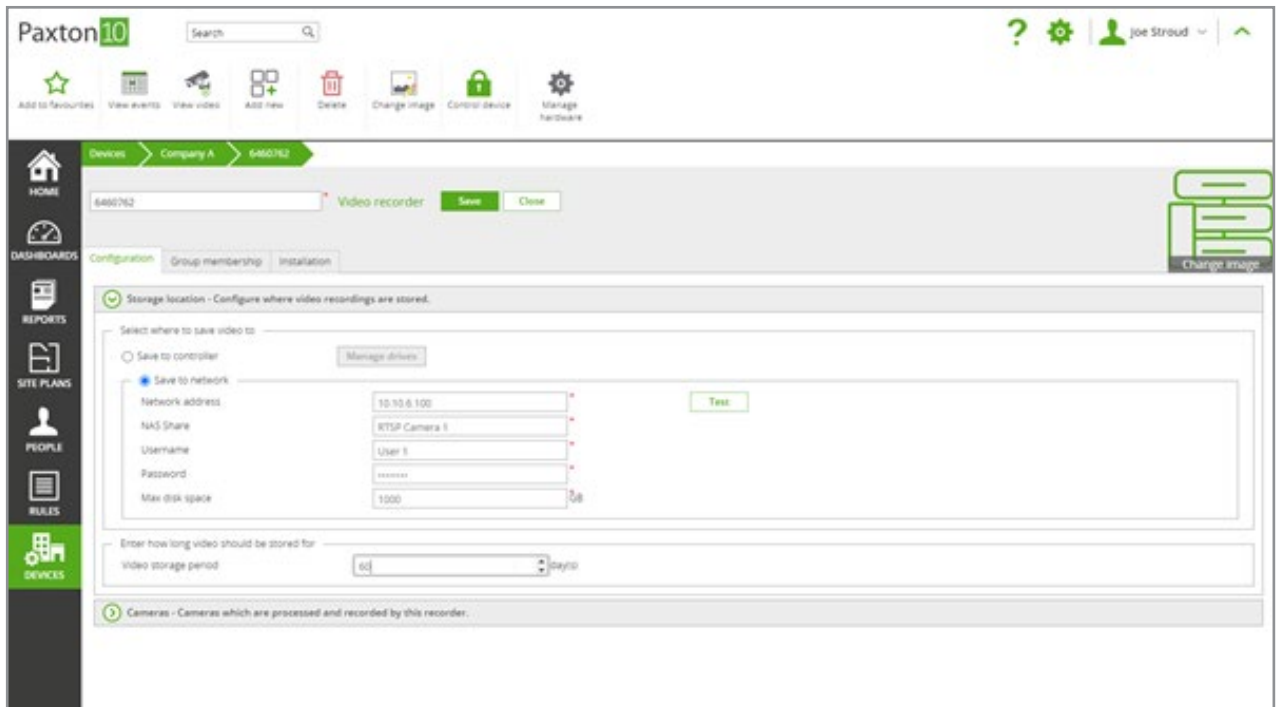 Paxton10
Search
Joe Stroud
Add to favourites
View events
View video
Add new
Delete
Change image
Control device
Manage hardware
HOME
DASHBOARDS
REPORTS
SITE PLANS
PEOPLE
RULES
DEVICES
Devices
Company A
6460762
6460762 * Video recorder Save Close
Change image
Configuration Group membership Installation
Storage location - Configure where video recordings are stored.
Select where to save video to
Save to controller Manage drives
Save to network
Network address 10.10.6.100 * Test
NAS Share RTSP Camera 1 *
Username User 1 *
Password •••••••• *
Max disk space 1000 * GB
Enter how long video should be stored for
Video storage period 60 day(s)
Cameras - Cameras which are processed and recorded by this recorder.